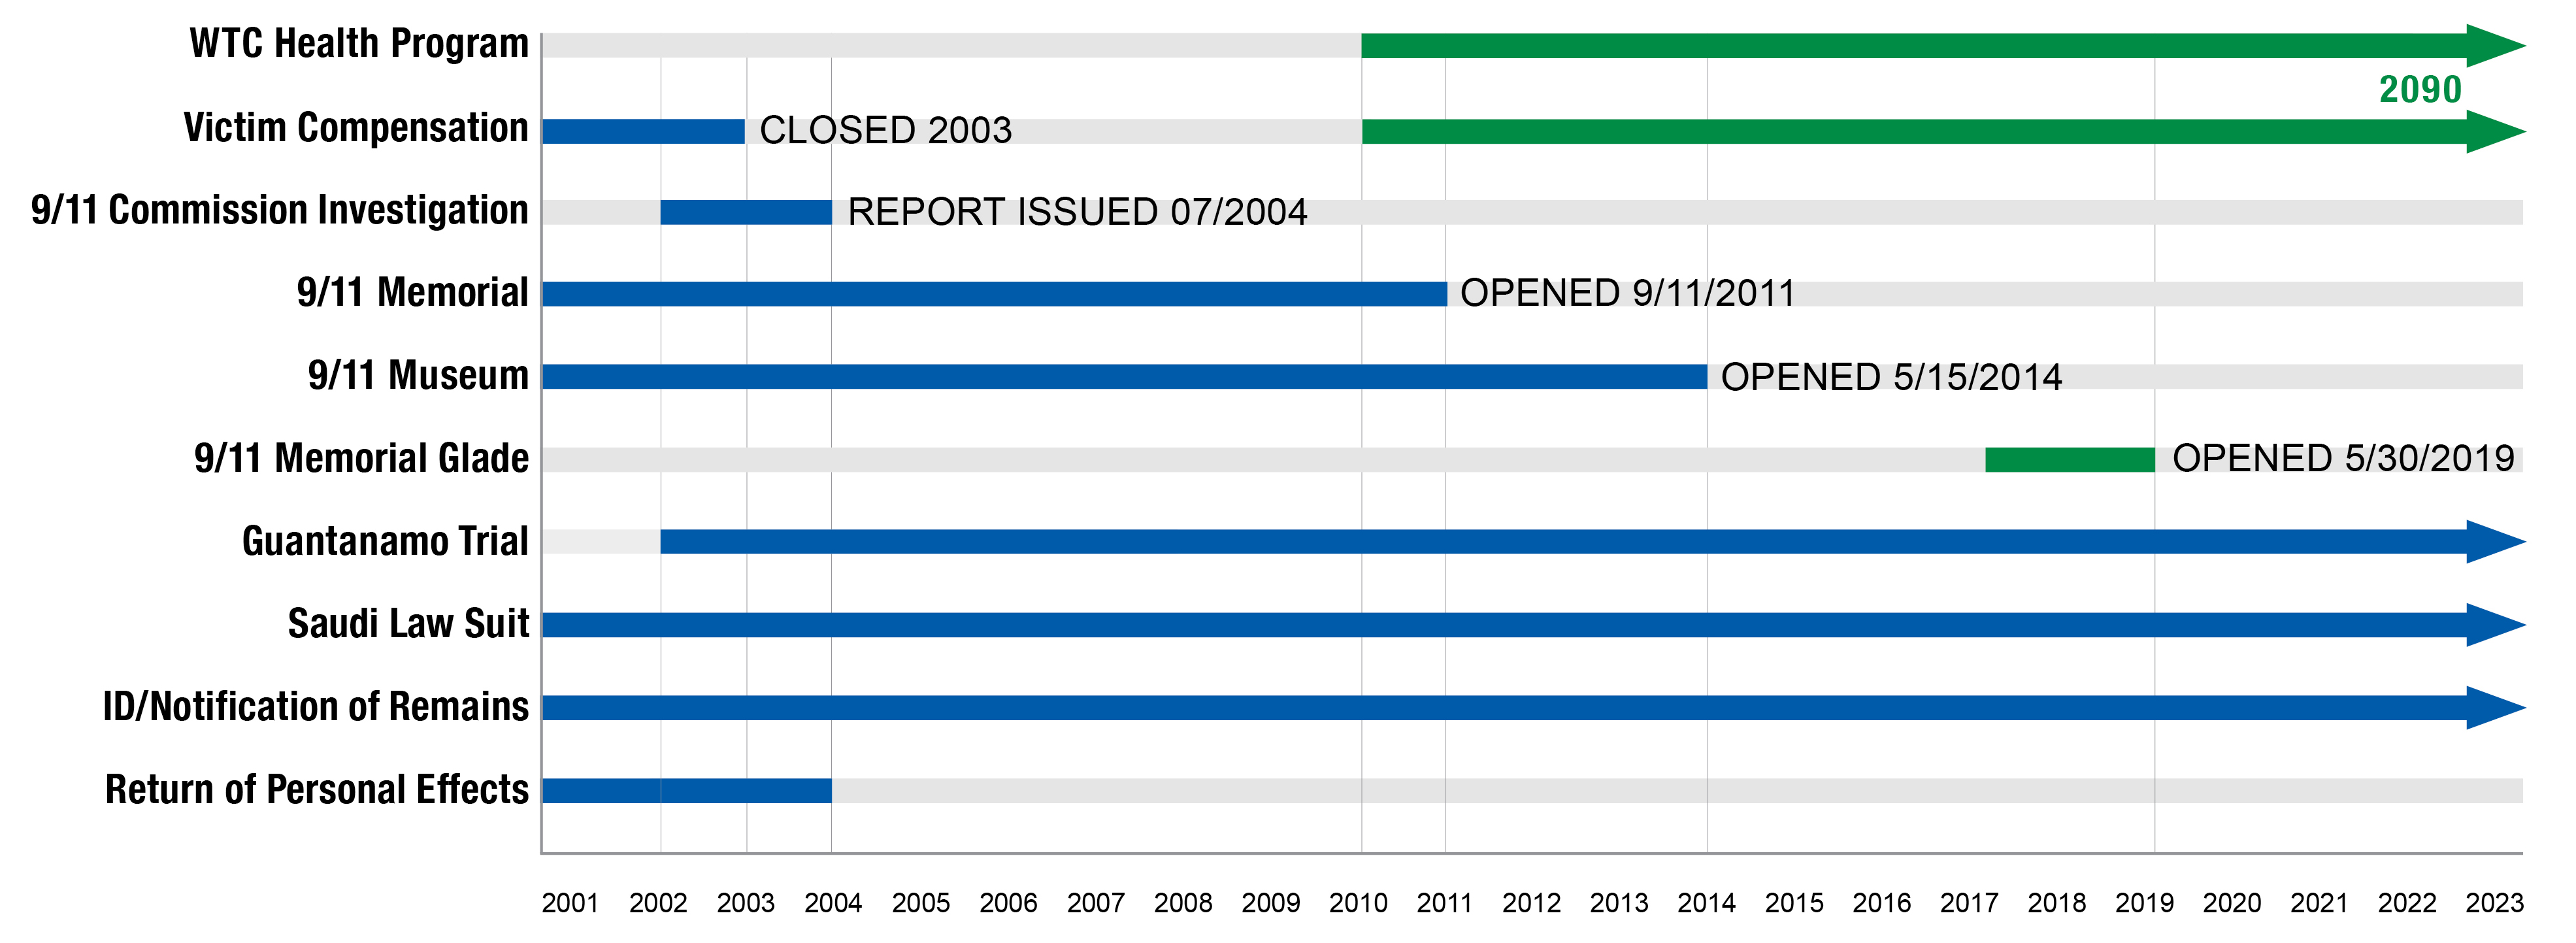 WTC Health Program
2090
Victim Compensation CLOSED 2003
9/11 Commission Investigation REPORT ISSUED 07/2004
9/11 Memorial OPENED 9/11/2011
9/11 Museum OPENED 5/15/2014
9/11 Memorial Glade OPENED 5/30/2019
Guantanamo Trial
Saudi Law Suit
ID/Notification of Remains
Return of Personal Effects
2001 2002 2003 2004 2005 2006 2007 2008 2009 2010 2011 2012 2013 2014 2015 2016 2017 2018 2019 2020 2021 2022 2023